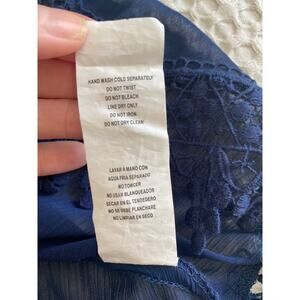 HAND WASH COLD SEPARATELY
DO NOT TWIST
DO NOT BLEACH
LINE DRY ONLY
DO NOT IRON
DO NOT DRY CLEAN
LAVAR A MANO CON
AGUA FRIA SEPARADIT
NO TORCER
NO USAR BLANQUEADOR
SECAR EN EL TENDEDERO
NO SE DEBE PLANCHARE
NO LIMPIAR EN SECO